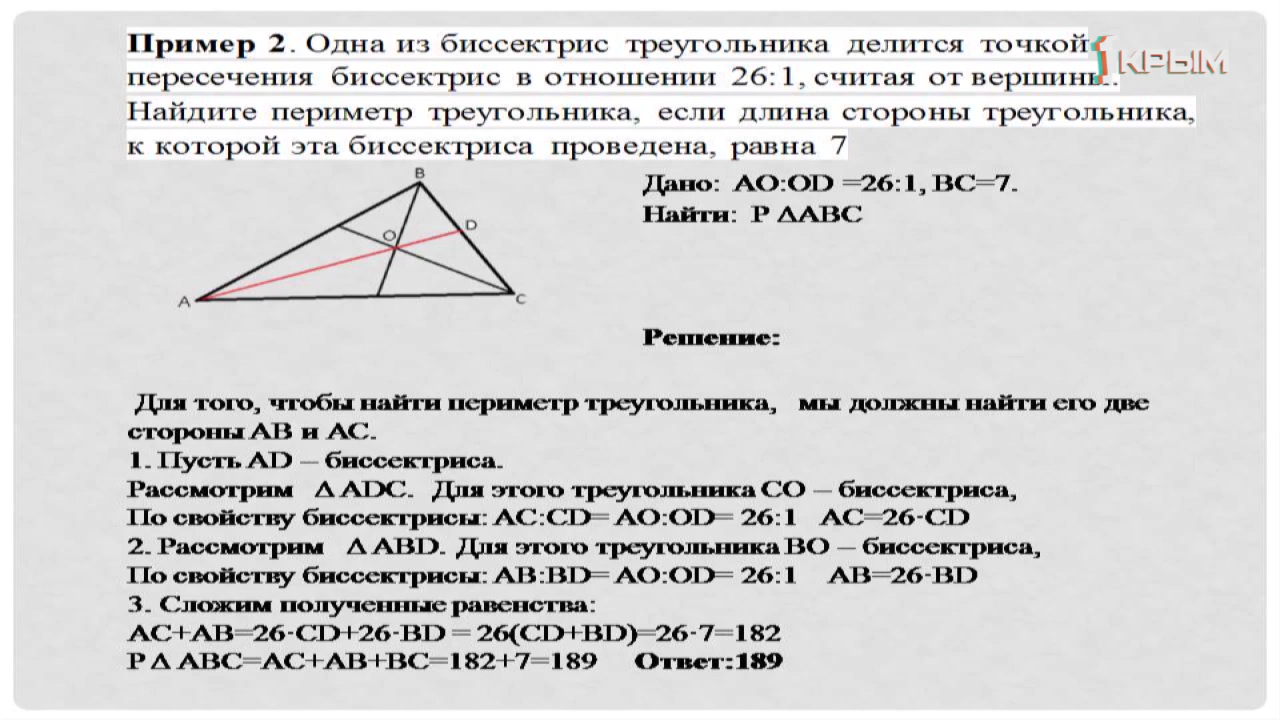 Пример 2. Одна из биссектрис треугольника делится точкой
1 КРЫМ
пересечения биссектрис в отношении 26:1, считая от вершины.
Найдите периметр треугольника, если длина стороны треугольника,
к которой эта биссектриса проведена, равна 7
B
D
O
A
C
Дано: AO:OD =26:1, BC=7.
Найти: P ∆ABC
Решение:
Для того, чтобы найти периметр треугольника, мы должны найти его две
стороны AB и AC.
1. Пусть AD – биссектриса.
Рассмотрим ∆ ADC. Для этого треугольника CO – биссектриса,
По свойству биссектрисы: AC:CD= AO:OD= 26:1 AC=26·CD
2. Рассмотрим ∆ ABD. Для этого треугольника BO – биссектриса,
По свойству биссектрисы: AB:BD= AO:OD= 26:1 AB=26·BD
3. Сложим полученные равенства:
AC+AB=26·CD+26·BD = 26(CD+BD)=26·7=182
P ∆ ABC=AC+AB+BC=182+7=189 Ответ:189